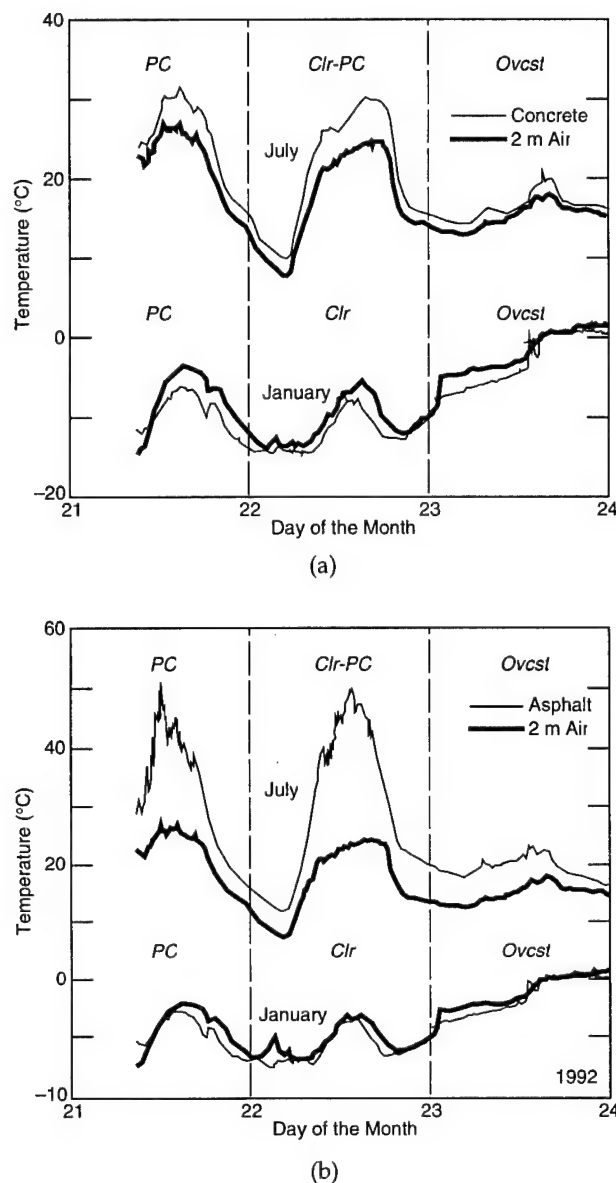 40
PC
Clr-PC
Ovcst
Concrete
2 m Air
July
20
Temperature (°C)
PC
Clr
Ovcst
0
January
–20
21
22
23
24
Day of the Month
(a)
60
PC
Clr-PC
Ovcst
Asphalt
2 m Air
40
July
Temperature (°C)
20
PC
Clr
Ovcst
0
January
1992
–10
21
22
23
24
Day of the Month
(b)